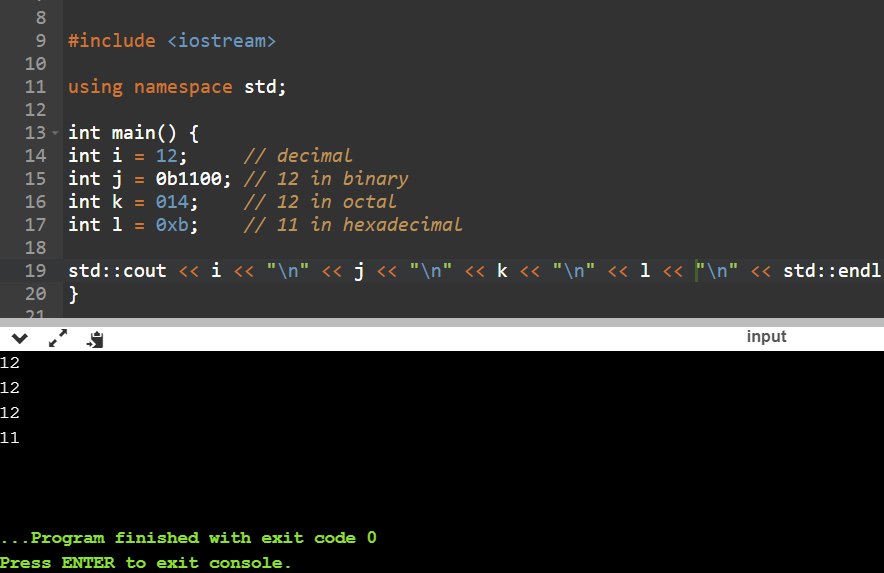 8
9 #include <iostream>
10
11 using namespace std;
12
13 int main() {
14 int i = 12; // decimal
15 int j = 0b1100; // 12 in binary
16 int k = 014; // 12 in octal
17 int l = 0xb; // 11 in hexadecimal
18
19 std::cout << i << "\n" << j << "\n" << k << "\n" << l << "\n" << std::endl
20 }
21
input
12
12
12
11
...Program finished with exit code 0
Press ENTER to exit console.